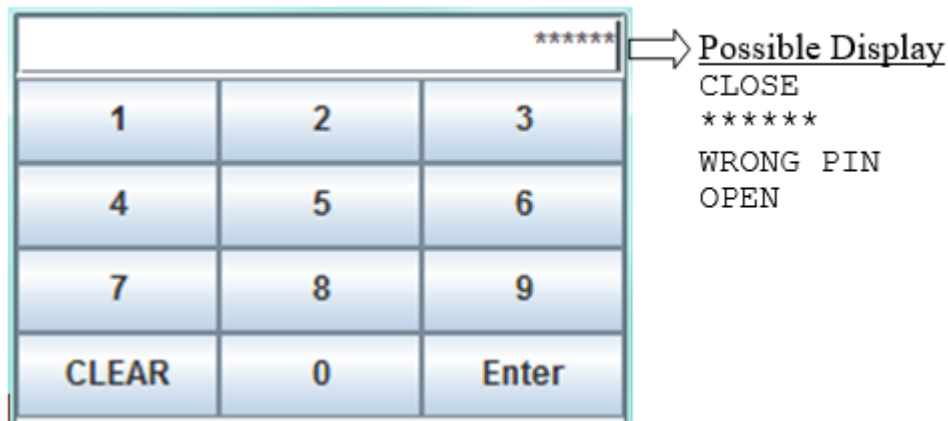 ******
Possible Display
CLOSE
******
WRONG PIN
OPEN
1 2 3
4 5 6
7 8 9
CLEAR 0 Enter